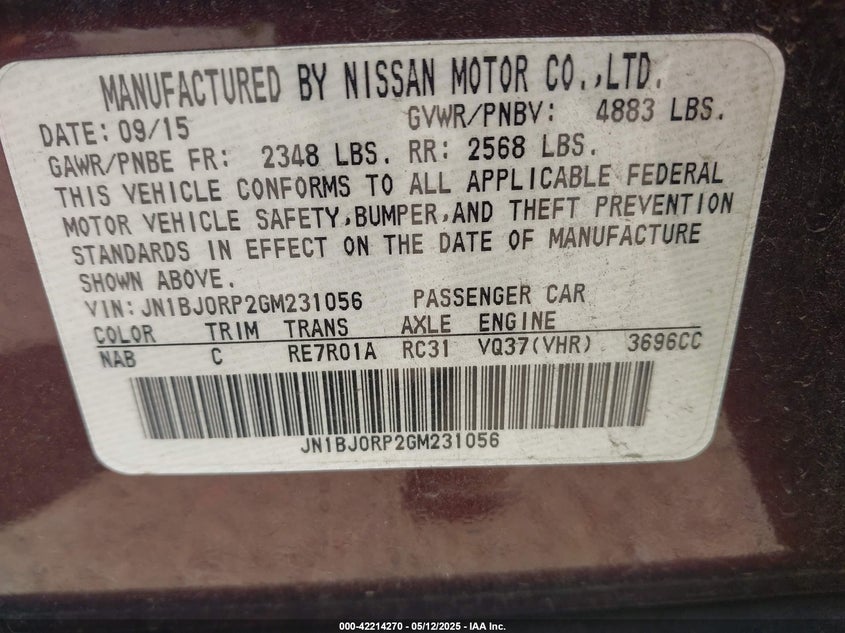 MANUFACTURED BY NISSAN MOTOR CO.,LTD.
DATE: 09/15 GVWR/PNBV: 4883 LBS.
GAWR/PNBE FR: 2348 LBS. RR: 2568 LBS.
THIS VEHICLE CONFORMS TO ALL APPLICABLE FEDERAL
MOTOR VEHICLE SAFETY,BUMPER,AND THEFT PREVENTION
STANDARDS IN EFFECT ON THE DATE OF MANUFACTURE
SHOWN ABOVE.
VIN: JN1BJ0RP2GM231056 PASSENGER CAR
COLOR TRIM TRANS AXLE ENGINE
NAB C RE7R01A RC31 VQ37(VHR) 3696CC
JN1BJ0RP2GM231056
000-42214270 - 05/12/2025 - IAA Inc.